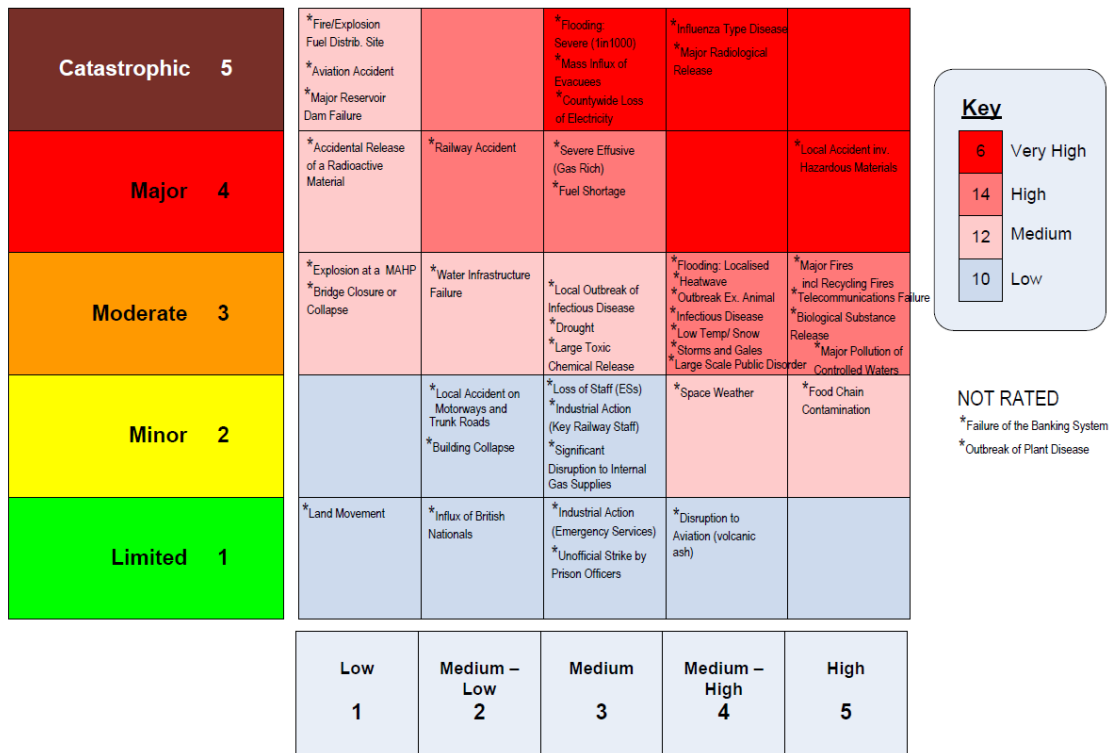 Catastrophic 5
*Fire/Explosion
Fuel Distrib. Site
*Aviation Accident
*Major Reservoir
Dam Failure
*Flooding:
Severe (1in1000)
*Mass Influx of
Evacuees
*Countywide Loss
of Electricity
*Influenza Type Disease
*Major Radiological
Release
Major 4
*Accidental Release
of a Radioactive
Material
*Railway Accident
*Severe Effusive
(Gas Rich)
*Fuel Shortage
*Local Accident inv.
Hazardous Materials
Moderate 3
*Explosion at a MAHP
*Bridge Closure or
Collapse
*Water Infrastructure
Failure
*Local Outbreak of
Infectious Disease
*Drought
*Large Toxic
Chemical Release
*Flooding: Localised
*Heatwave
*Outbreak Ex. Animal
*Infectious Disease
*Low Temp/ Snow
*Storms and Gales
*Large Scale Public Disorder
*Major Fires
incl Recycling Fires
*Telecommunications Failure
*Biological Substance
Release
*Major Pollution of
Controlled Waters
Minor 2
*Local Accident on
Motorways and
Trunk Roads
*Building Collapse
*Loss of Staff (ESs)
*Industrial Action
(Key Railway Staff)
*Significant
Disruption to Internal
Gas Supplies
*Space Weather
*Food Chain
Contamination
Limited 1
*Land Movement
*Influx of British
Nationals
*Industrial Action
(Emergency Services)
*Unofficial Strike by
Prison Officers
*Disruption to
Aviation (volcanic
ash)
Low
1
Medium –
Low
2
Medium
3
Medium –
High
4
High
5
Key
6 Very High
14 High
12 Medium
10 Low
NOT RATED
*Failure of the Banking System
*Outbreak of Plant Disease